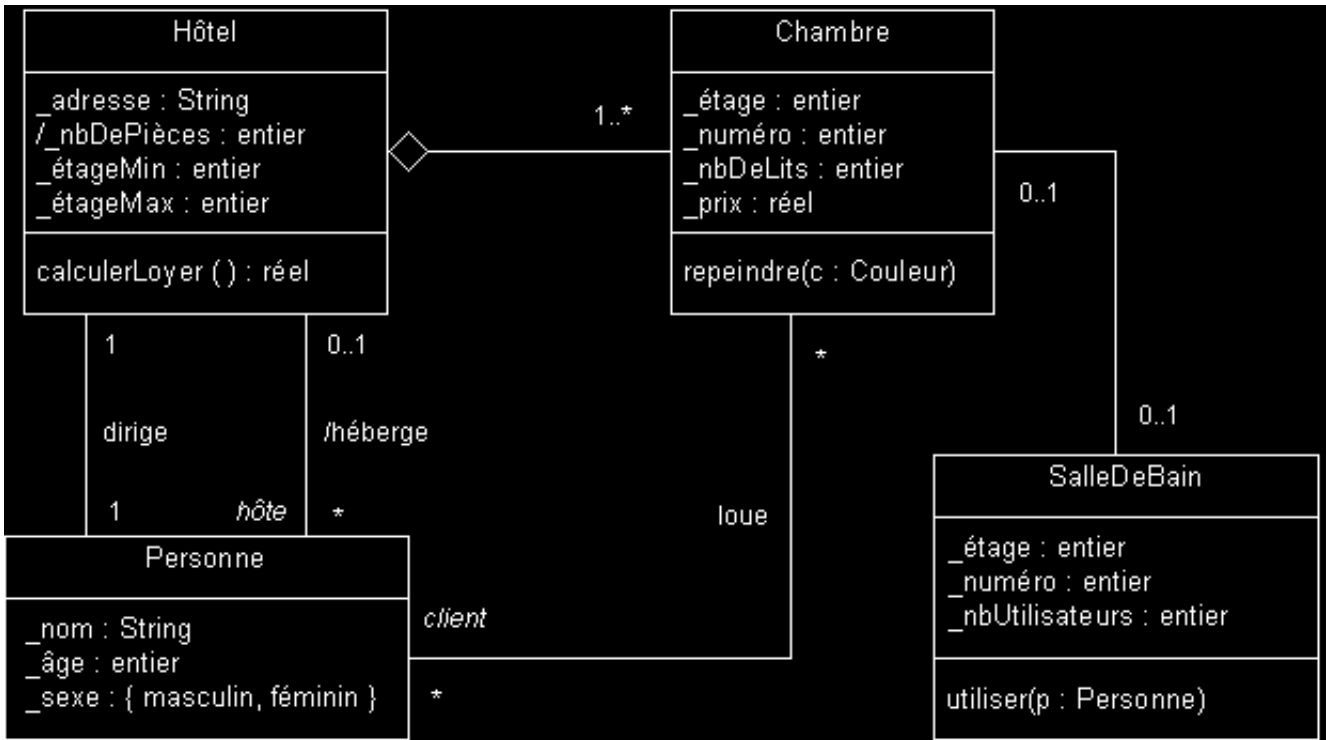 Hôtel
_adresse : String
/_nbDePièces : entier
_étageMin : entier
_étageMax : entier
calculerLoyer () : réel
1..*
Chambre
_étage : entier
_numéro : entier
_nbDeLits : entier
_prix : réel
repeindre(c : Couleur)
0..1
0..1
1
dirige
1
0..1
/héberge
hôte
*
*
loue
client
*
Personne
_nom : String
_âge : entier
_sexe : { masculin, féminin }
SalleDeBain
_étage : entier
_numéro : entier
_nbUtilisateurs : entier
utiliser(p : Personne)